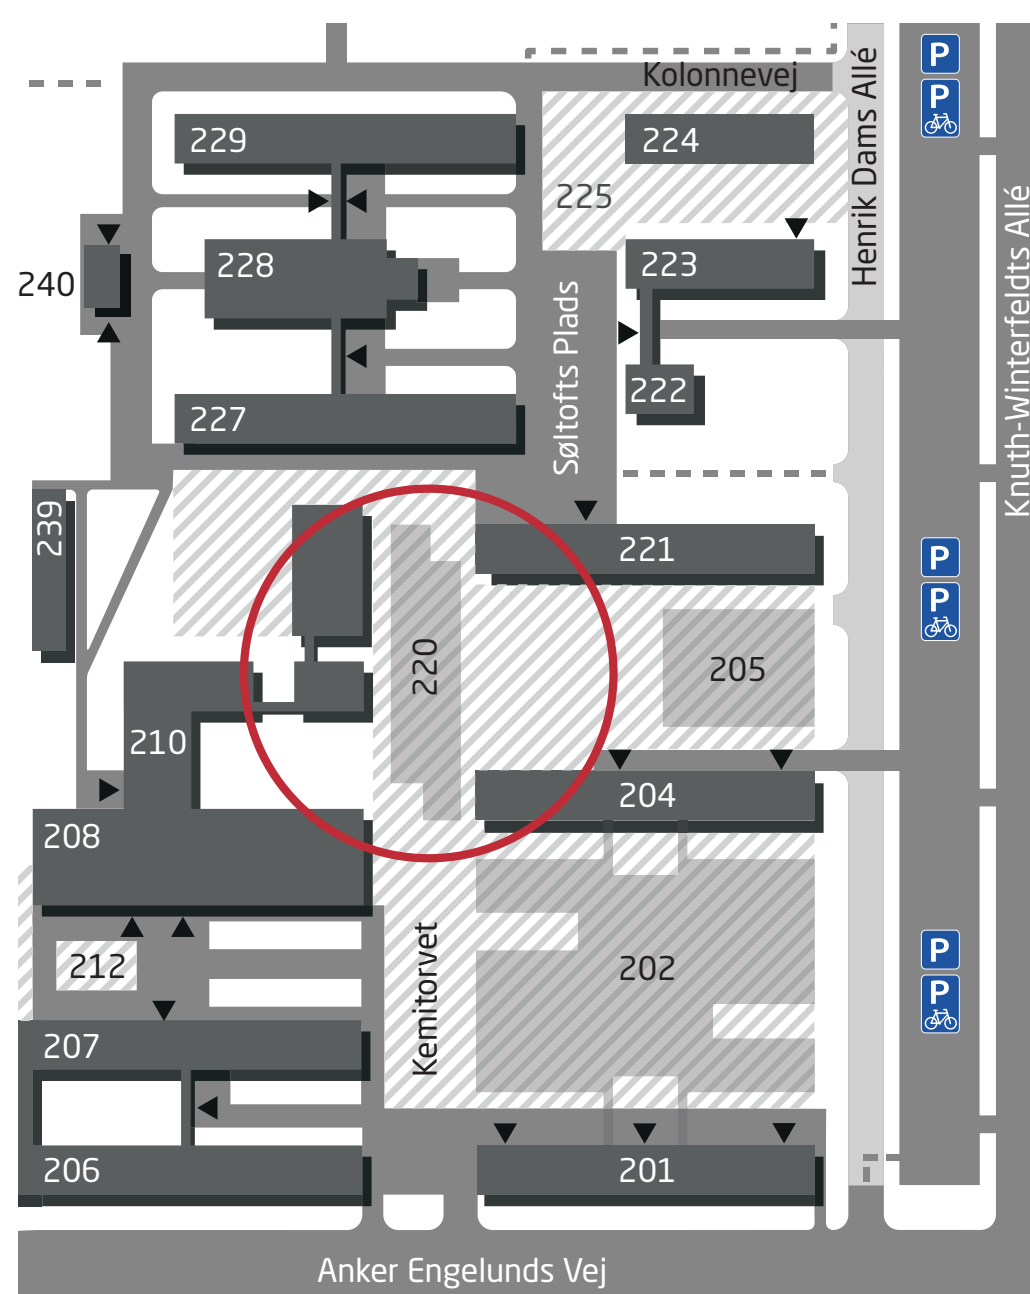 Kolonnevej
Henrik Dams Allé
P
P
229
224
225
Knuth-Winterfeldts Allé
228
223
240
Søltofts Plads
222
227
239
221
P
P
220
205
210
204
208
Kemitorvet
P
P
212
202
207
206
201
Anker Engelunds Vej